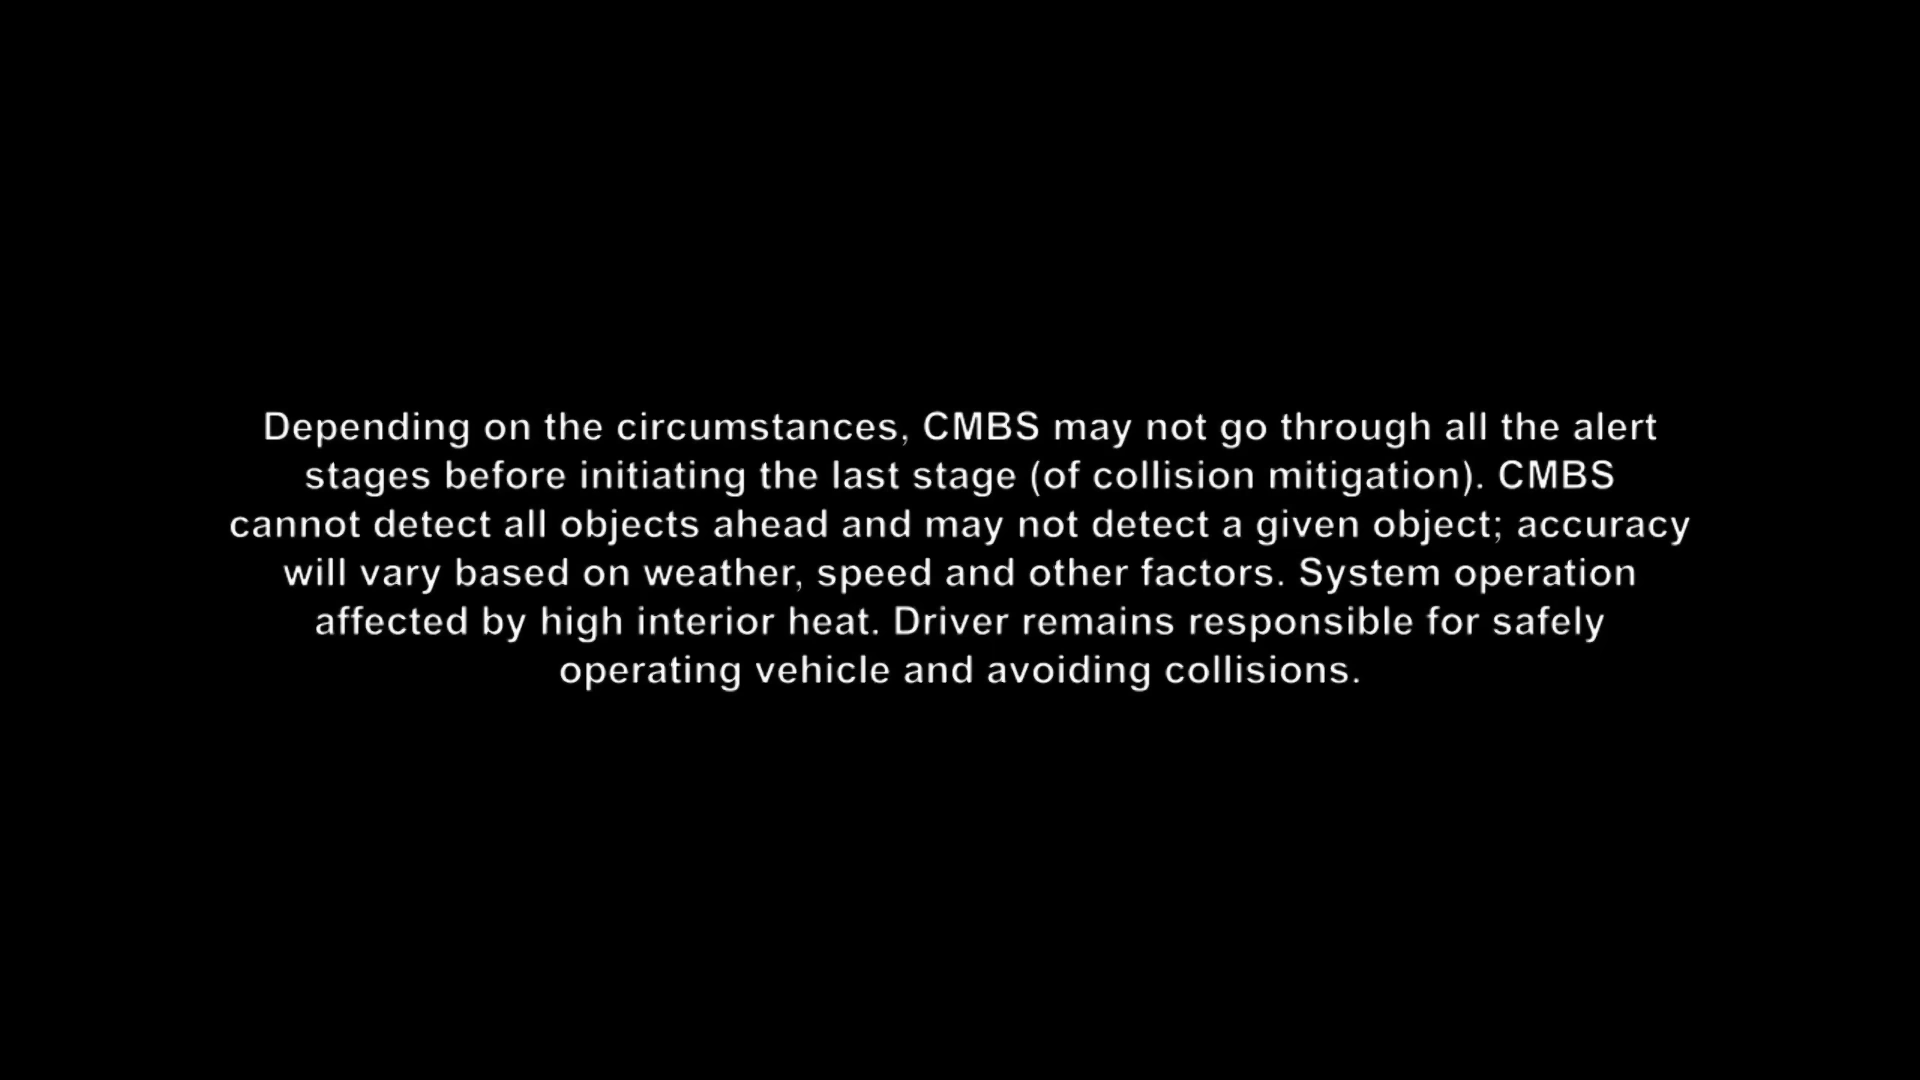 Depending on the circumstances, CMBS may not go through all the alert
stages before initiating the last stage (of collision mitigation). CMBS
cannot detect all objects ahead and may not detect a given object; accuracy
will vary based on weather, speed and other factors. System operation
affected by high interior heat. Driver remains responsible for safely
operating vehicle and avoiding collisions.